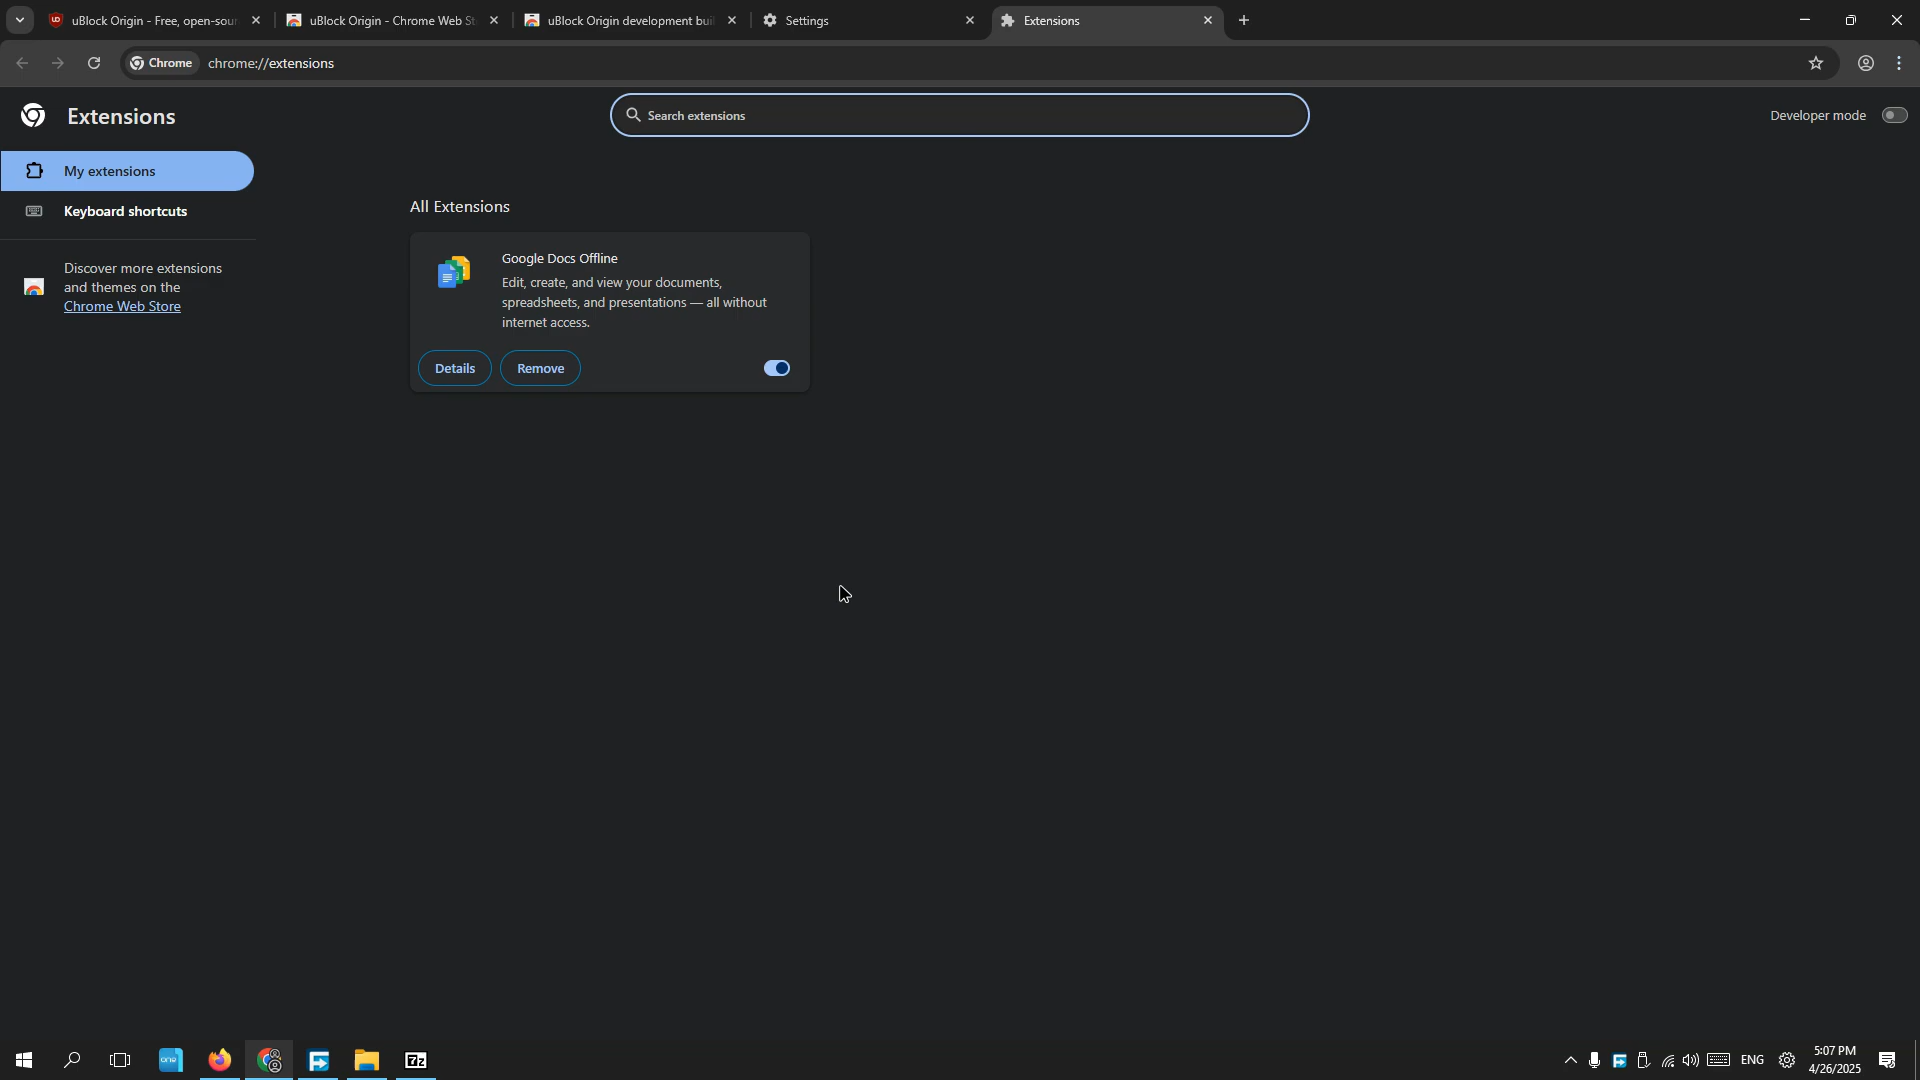 uBlock Origin - Free, open-sour
uBlock Origin - Chrome Web St
uBlock Origin development buil
Settings
Extensions
Chrome
chrome://extensions
Extensions
Search extensions
Developer mode
My extensions
Keyboard shortcuts
Discover more extensions
and themes on the
Chrome Web Store
All Extensions
Google Docs Offline
Edit, create, and view your documents,
spreadsheets, and presentations — all without
internet access.
Details
Remove
one
7z
ENG
5:07 PM
4/26/2025